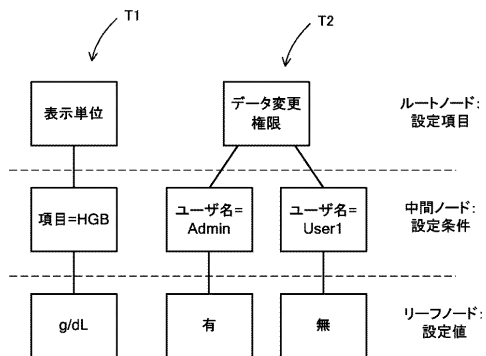 T1
T2
表示単位
データ変更
権限
ルートノード:
設定項目
項目=HGB
ユーザ名=
Admin
ユーザ名=
User1
中間ノード:
設定条件
g/dL
有
無
リーフノード:
設定値